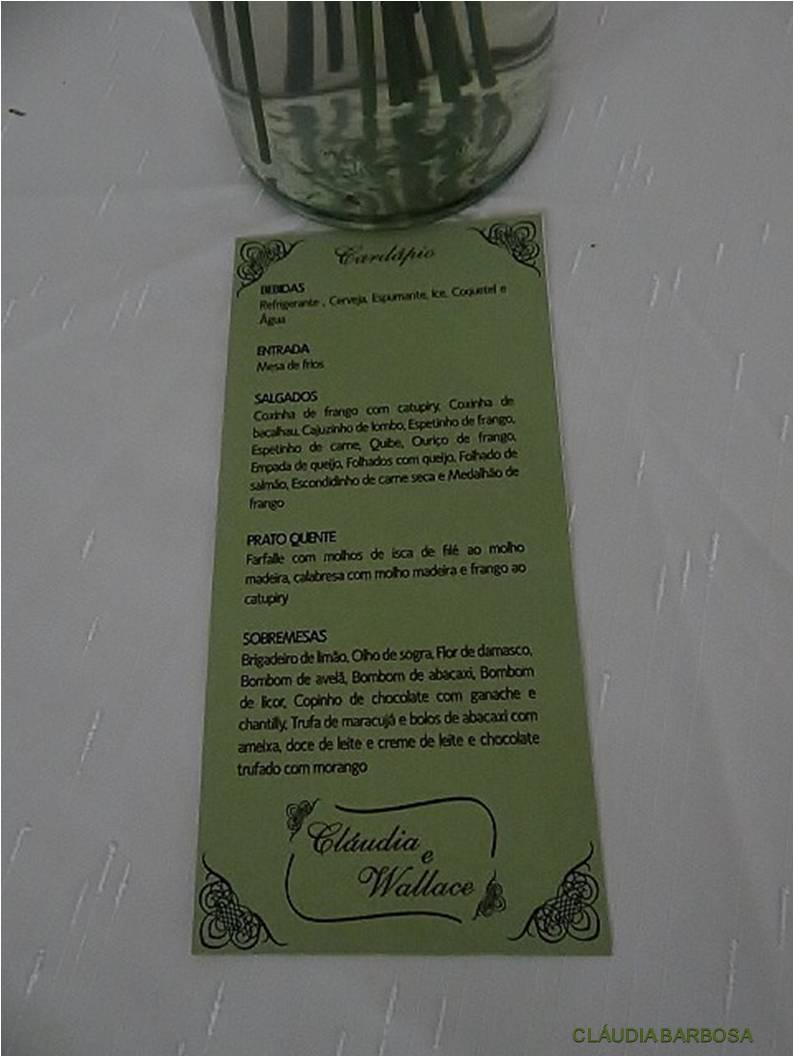 Cardápio
BEBIDAS
Refrigerante , Cerveja, Espumante, Ice, Coquetel e
Água
ENTRADA
Mesa de frios
SALGADOS
Coxinha de frango com catupiry, Coxinha de
bacalhau, Cajuzinho de lombo, Espetinho de frango,
Espetinho de carne, Quibe, Ouriço de frango,
Empada de queijo, Folhados com queijo, Folhado de
salmão, Escondidinho de carne seca e Medalhão de
frango
PRATO QUENTE
Farfalle com molhos de isca de filé ao molho
madeira, calabresa com molho madeira e frango ao
catupiry
SOBREMESAS
Brigadeiro de limão, Olho de sogra, Flor de damasco,
Bombom de avelã, Bombom de abacaxi, Bombom
de licor, Copinho de chocolate com ganache e
chantilly, Trufa de maracujá e bolos de abacaxi com
ameixa, doce de leite e creme de leite e chocolate
trufado com morango
Cláudia
e
Wallace
CLÁUDIA BARBOSA